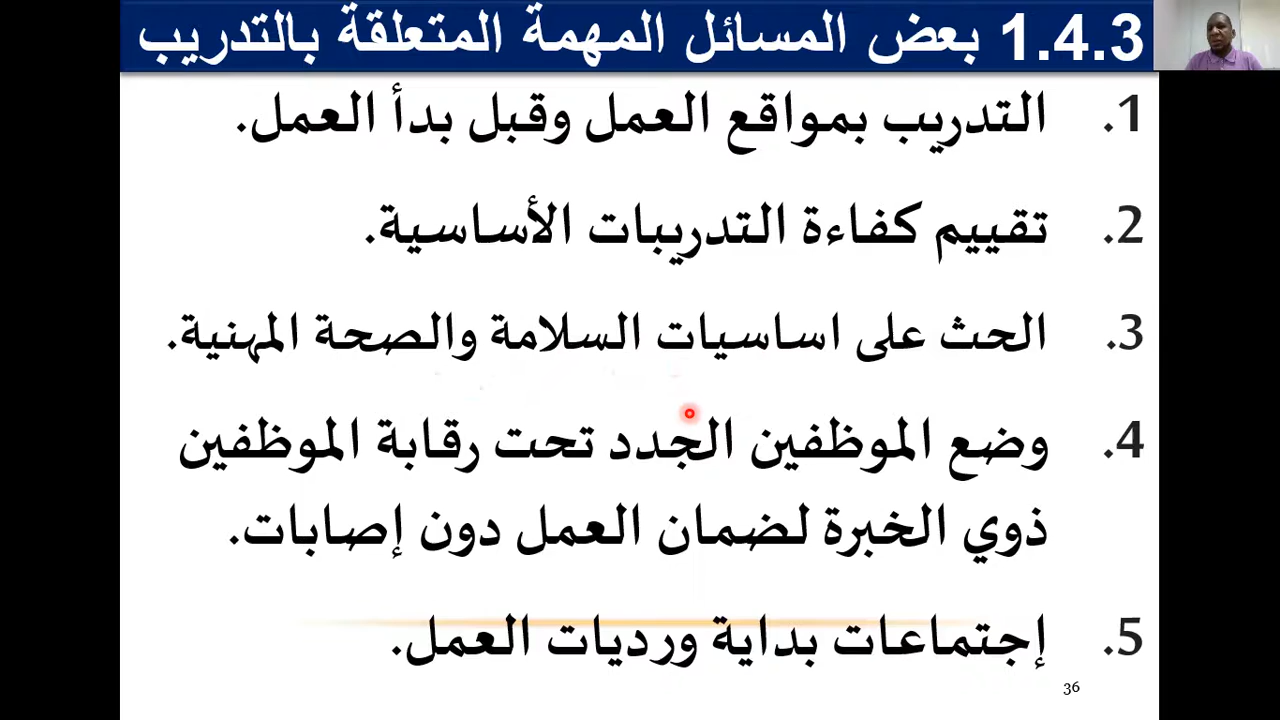 1.4.3 بعض المسائل المهمة المتعلقة بالتدريب
1. التدريب بمواقع العمل وقبل بدأ العمل.
2. تقييم كفاءة التدريبات الأساسية.
3. الحث على اساسيات السلامة والصحة المهنية.
4. وضع الموظفين الجدد تحت رقابة الموظفين
ذوي الخبرة لضمان العمل دون إصابات.
5. إجتماعات بداية ورديات العمل.
36